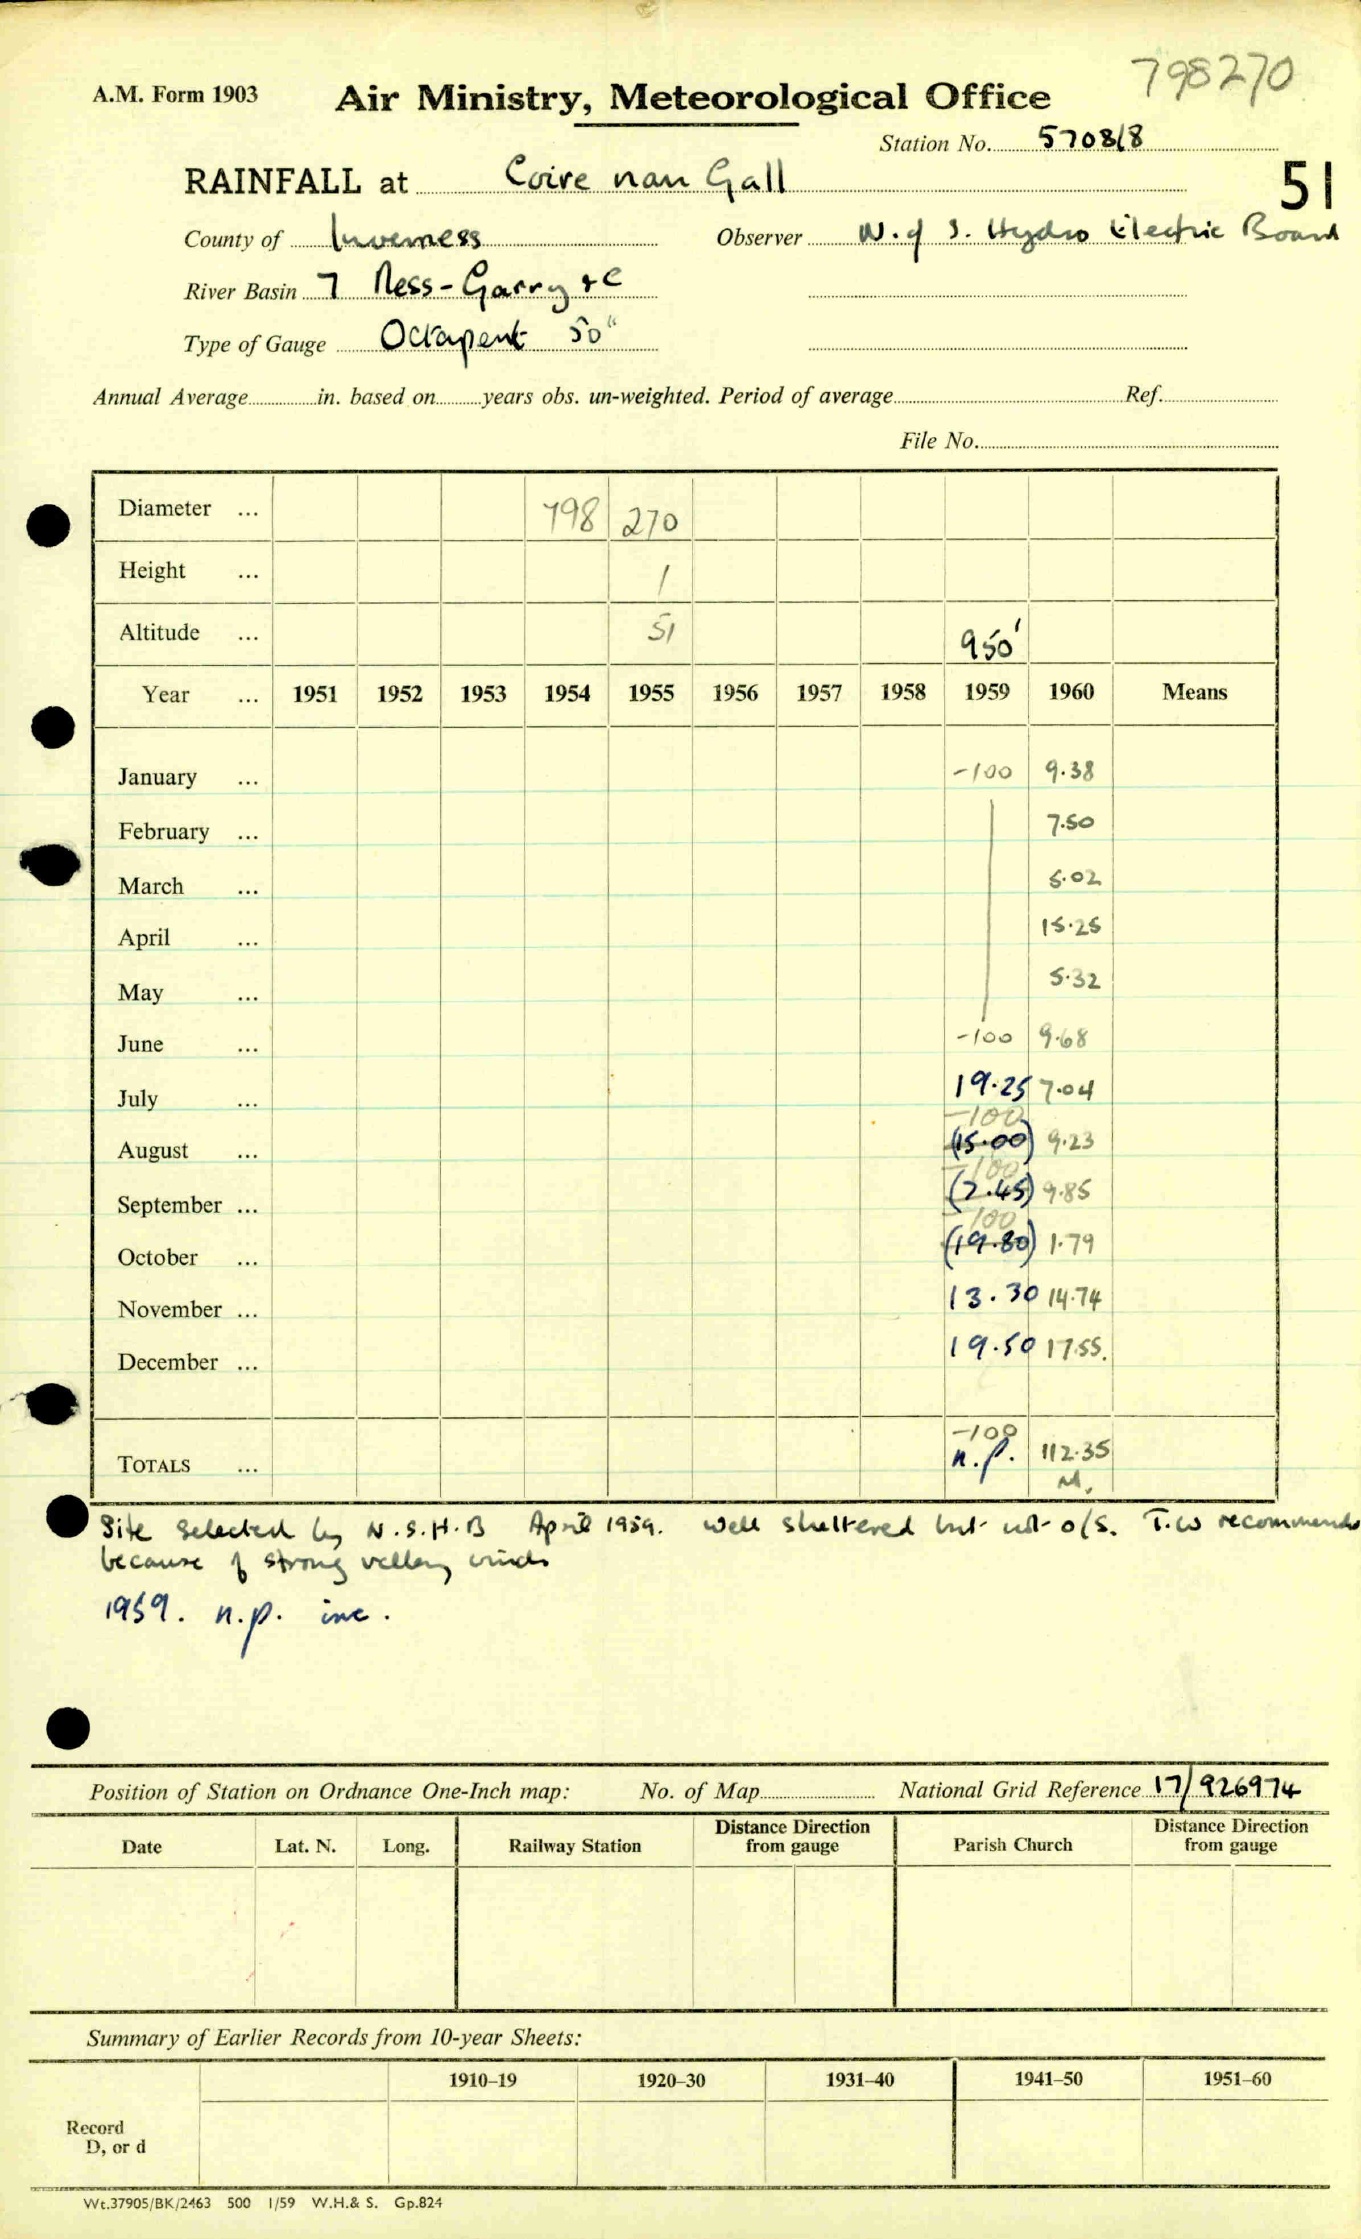 798270
A.M. Form 1903 Air Ministry, Meteorological Office
Station No. 5708/8
RAINFALL at Coire nan Gall 51
County of Inverness Observer N. of S. Hydro Electric Board
River Basin 7 Ness-Garry & C
Type of Gauge Octapent 50"
Annual Average in. based on years obs. un-weighted. Period of average Ref.
File No.
Diameter ... 798 270
Height ... 1
Altitude ... 51 950'
Year ... 1951 1952 1953 1954 1955 1956 1957 1958 1959 1960 Means
January ... -100 9.38
February ... 7.50
March ... 5.02
April ... 15.25
May ... 5.32
June ... -100 9.68
July ... 19.25 7.04
-100
August ... (15.00) 9.23
-100
September ... (7.45) 9.85
-100
October ... (19.80) 1.79
November ... 13.30 14.74
December ... 19.50 17.55.
-100
TOTALS ... n.p. 112.35
M.
Site selected by N.S.H.B April 1959. Well sheltered but not o/s. T.W recommends
because of strong valley winds
1959. n.p. inc.
Position of Station on Ordnance One-Inch map: No. of Map National Grid Reference 17/926974
Date Lat. N. Long. Railway Station Distance Direction from gauge Parish Church Distance Direction from gauge
Summary of Earlier Records from 10-year Sheets:
1910–19 1920–30 1931–40 1941–50 1951–60
Record
D, or d
Wt.37905/BK/2463 500 1/59 W.H.& S. Gp.824